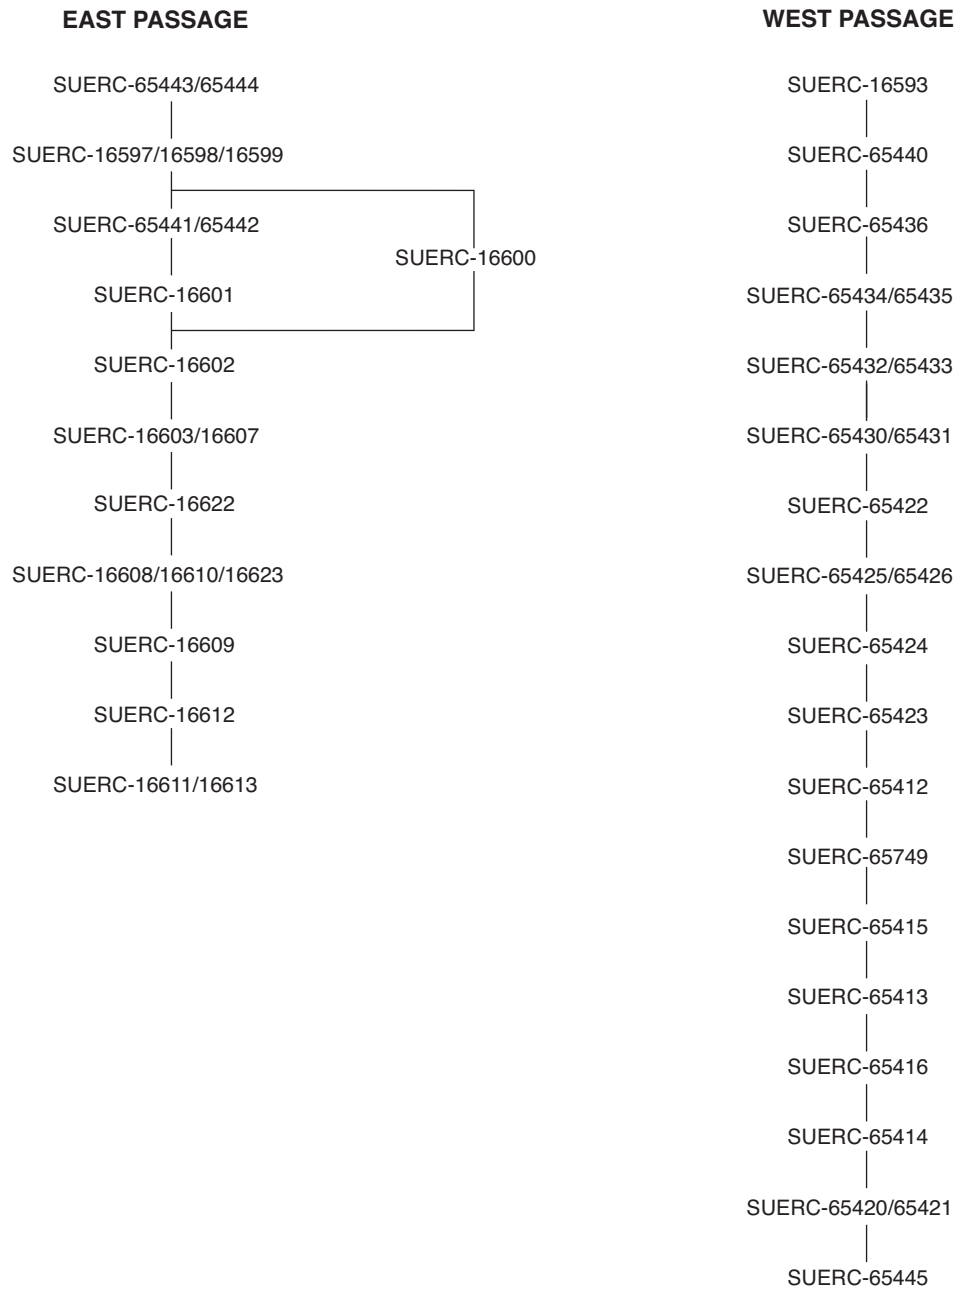 EAST PASSAGE
SUERC-65443/65444
SUERC-16597/16598/16599
SUERC-65441/65442
SUERC-16600
SUERC-16601
SUERC-16602
SUERC-16603/16607
SUERC-16622
SUERC-16608/16610/16623
SUERC-16609
SUERC-16612
SUERC-16611/16613
WEST PASSAGE
SUERC-16593
SUERC-65440
SUERC-65436
SUERC-65434/65435
SUERC-65432/65433
SUERC-65430/65431
SUERC-65422
SUERC-65425/65426
SUERC-65424
SUERC-65423
SUERC-65412
SUERC-65749
SUERC-65415
SUERC-65413
SUERC-65416
SUERC-65414
SUERC-65420/65421
SUERC-65445